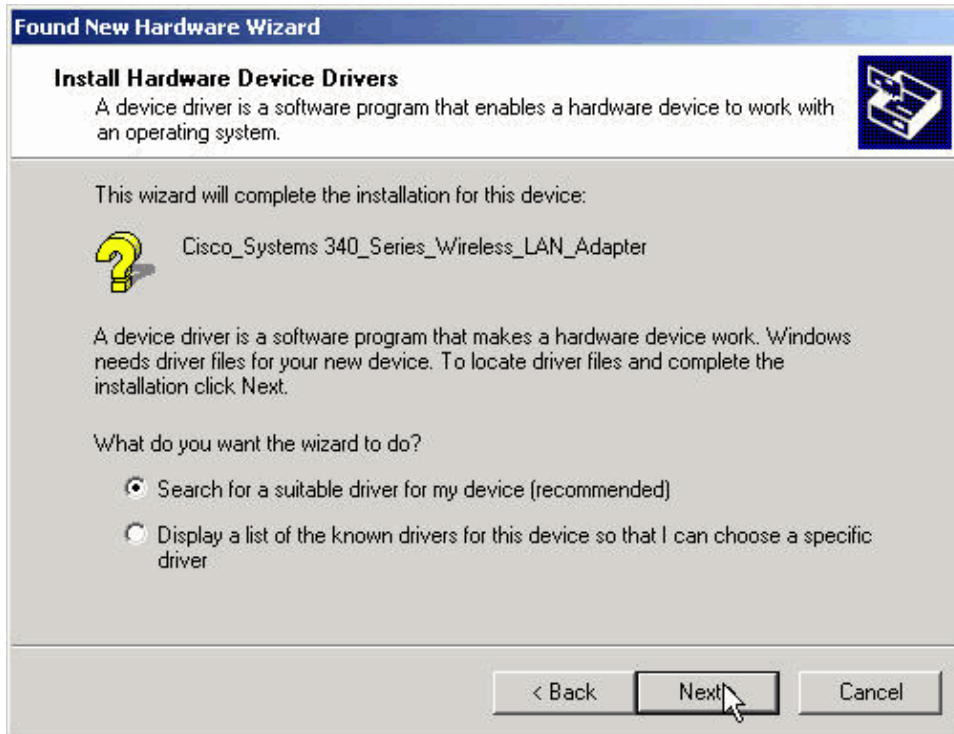 Found New Hardware Wizard
Install Hardware Device Drivers
A device driver is a software program that enables a hardware device to work with
an operating system.
This wizard will complete the installation for this device:
Cisco_Systems 340_Series_Wireless_LAN_Adapter
A device driver is a software program that makes a hardware device work. Windows
needs driver files for your new device. To locate driver files and complete the
installation click Next.
What do you want the wizard to do?
Search for a suitable driver for my device (recommended)
Display a list of the known drivers for this device so that I can choose a specific
driver
< Back
Next
Cancel